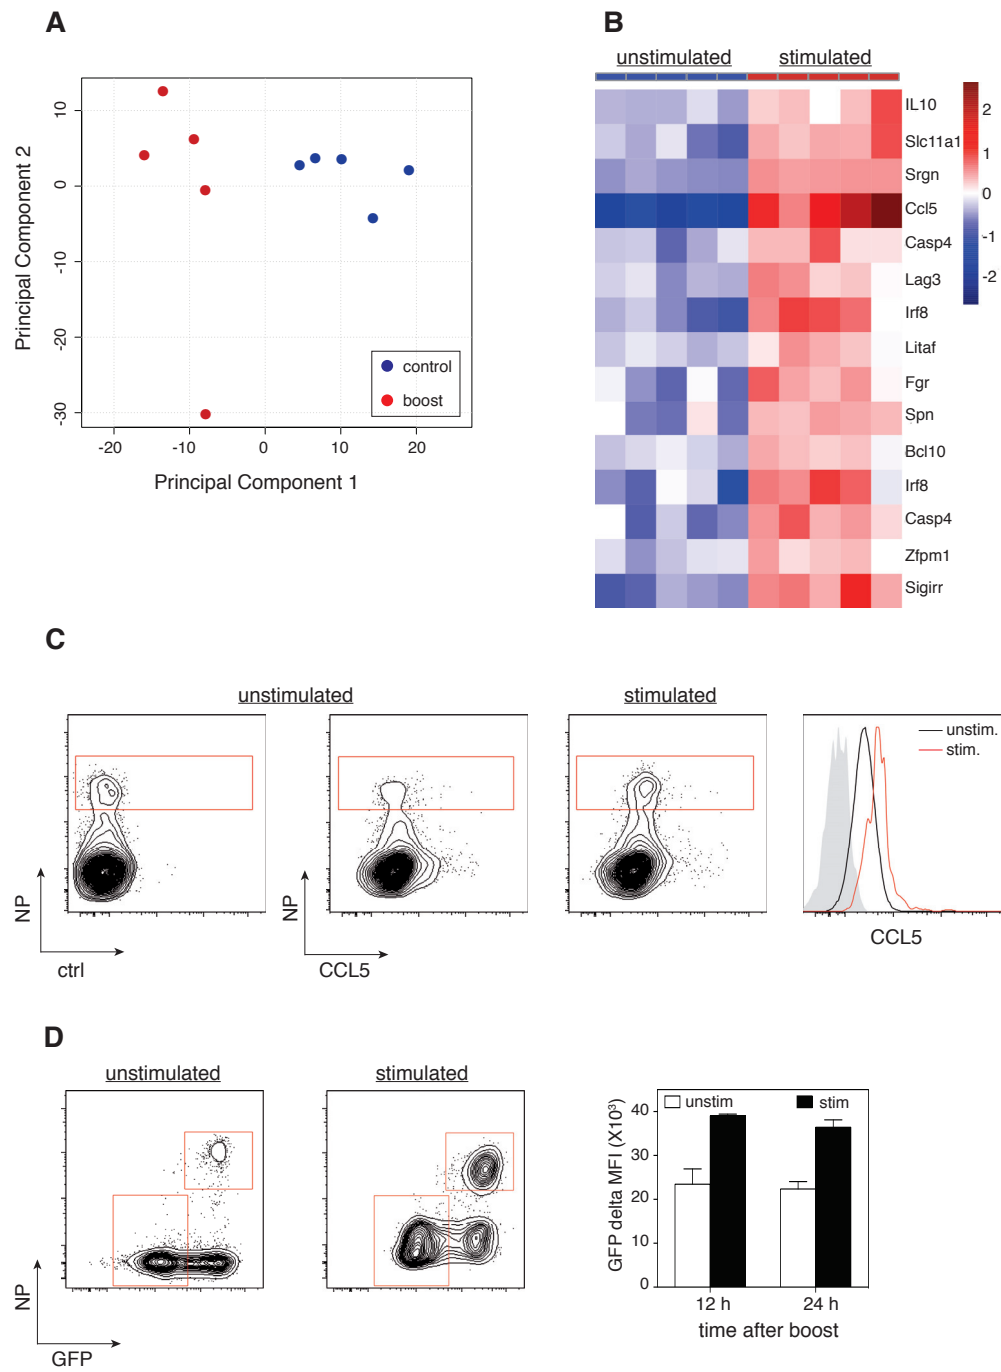 A
Principal Component 2
10
0
-10
-20
-30
-20
-10
0
10
20
Principal Component 1
control
boost
B
unstimulated
stimulated
IL10
Slc11a1
Srgn
Ccl5
Casp4
Lag3
Irf8
Litaf
Fgr
Spn
Bcl10
Irf8
Casp4
Zfpm1
Sigirr
2
1
0
-1
-2
C
unstimulated
stimulated
NP
ctrl
NP
CCL5
unstim.
stim.
CCL5
D
unstimulated
stimulated
NP
GFP
GFP delta MFI (X10³)
40
30
20
10
0
unstim
stim
12 h
24 h
time after boost